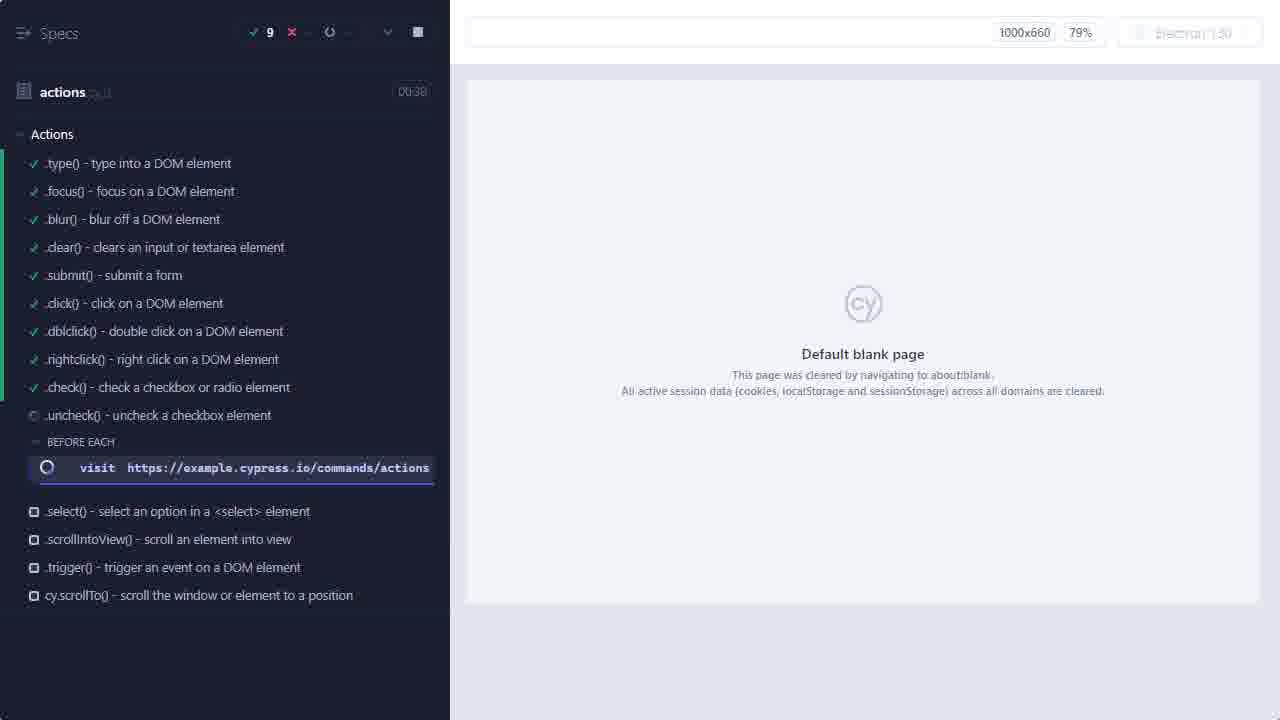 Specs
9
1000x660
79%
actions
Actions
.type() - type into a DOM element
.focus() - focus on a DOM element
.blur() - blur off a DOM element
.clear() - clears an input or textarea element
.submit() - submit a form
.click() - click on a DOM element
.dblclick() - double click on a DOM element
.rightclick() - right click on a DOM element
.check() - check a checkbox or radio element
.uncheck() - uncheck a checkbox element
BEFORE EACH
visit https://example.cypress.io/commands/actions
.select() - select an option in a <select> element
.scrollIntoView() - scroll an element into view
.trigger() - trigger an event on a DOM element
cy.scrollTo() - scroll the window or element to a position
cy
Default blank page
This page was cleared by navigating to about:blank.
All active session data (cookies, localStorage and sessionStorage) across all domains are cleared.